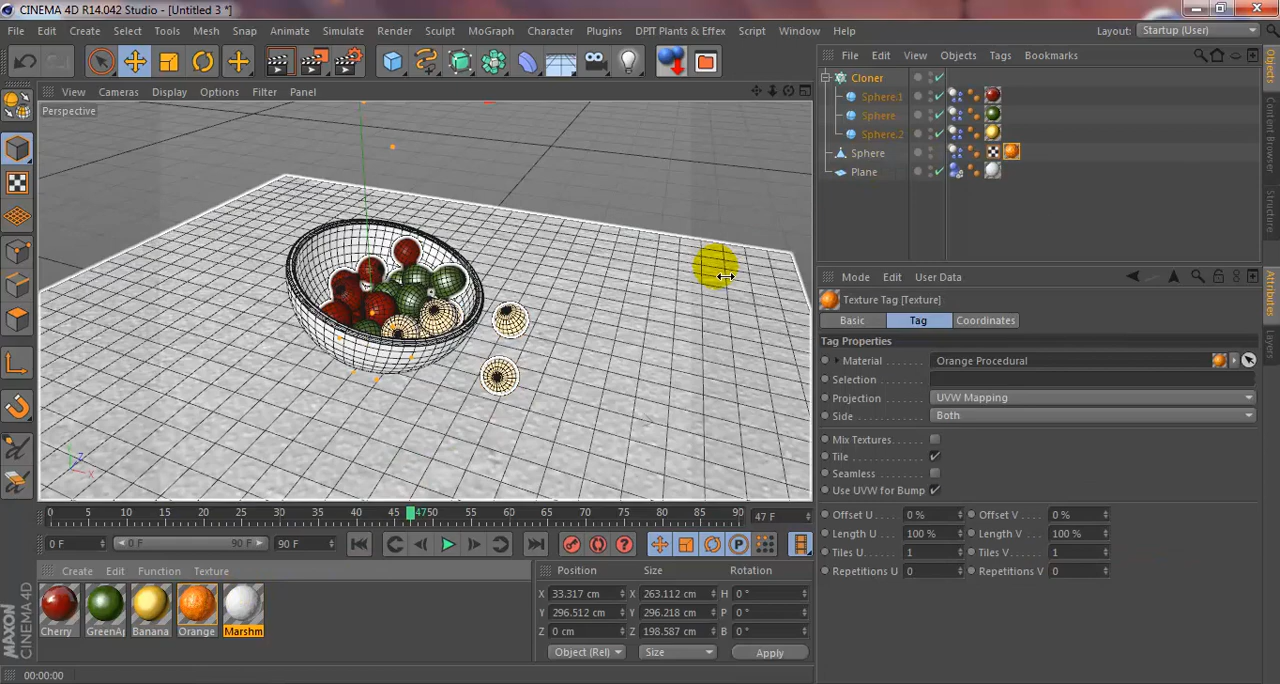 CINEMA 4D R14.042 Studio - [Untitled 3 *]
File Edit Create Select Tools Mesh Snap Animate Simulate Render Sculpt MoGraph Character Plugins DPIT Plants & Effex Script Window Help Layout: Startup (User)
File Edit View Objects Tags Bookmarks
Cloner
Sphere.1
Sphere
Sphere.2
Sphere
Plane
View Cameras Display Options Filter Panel
Perspective
Mode Edit User Data
Texture Tag [Texture]
Basic Tag Coordinates
Tag Properties
Material Orange Procedural
Selection
Projection UVW Mapping
Side Both
Mix Textures
Tile
Seamless
Use UVW for Bump
Offset U 0 % Offset V 0 %
Length U 100 % Length V 100 %
Tiles U 1 Tiles V 1
Repetitions U 0 Repetitions V 0
Objects
Content Browser
Structure
Attributes
Layers
Y
Z
X
0 5 10 15 20 25 30 35 40 45 4750 55 60 65 70 75 80 85 90 47 F
0 F 0 F 90 F 90 F
Create Edit Function Texture
Cherry GreenAp Banana Orange Marshm
Position Size Rotation
X 33.317 cm X 263.112 cm H 0 °
Y 296.512 cm Y 296.218 cm P 0 °
Z 0 cm Z 198.587 cm B 0 °
Object (Rel) Size Apply
MAXON
CINEMA 4D
00:00:00